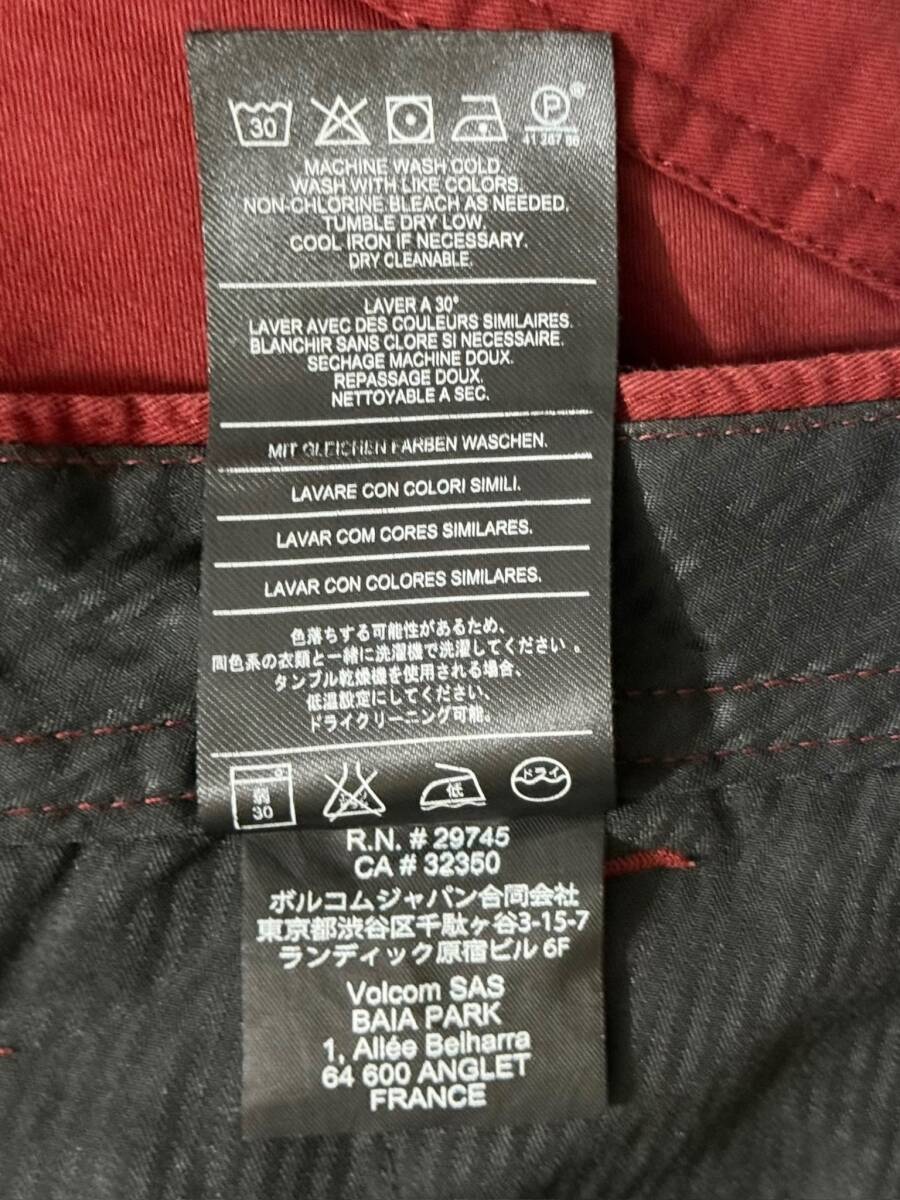 30
P
®
MACHINE WASH COLD.
WASH WITH LIKE COLORS.
NON-CHLORINE BLEACH AS NEEDED.
TUMBLE DRY LOW.
COOL IRON IF NECESSARY.
DRY CLEANABLE.
LAVER A 30°
LAVER AVEC DES COULEURS SIMILAIRES.
BLANCHIR SANS CLORE SI NECESSAIRE.
SECHAGE MACHINE DOUX.
REPASSAGE DOUX.
NETTOYABLE A SEC.
MIT GLEICHEN FARBEN WASCHEN.
LAVARE CON COLORI SIMILI.
LAVAR COM CORES SIMILARES.
LAVAR CON COLORES SIMILARES.
色落ちする可能性があるため、
同色系の衣類と一緒に洗濯機で洗濯してください。
タンブル乾燥機を使用される場合、
低温設定にしてください。
ドライクリーニング可能。
弱
30
低
ドライ
R.N. # 29745
CA # 32350
ボルコムジャパン合同会社
東京都渋谷区千駄ヶ谷3-15-7
ランディック原宿ビル 6F
Volcom SAS
BAIA PARK
1, Allée Belharra
64 600 ANGLET
FRANCE